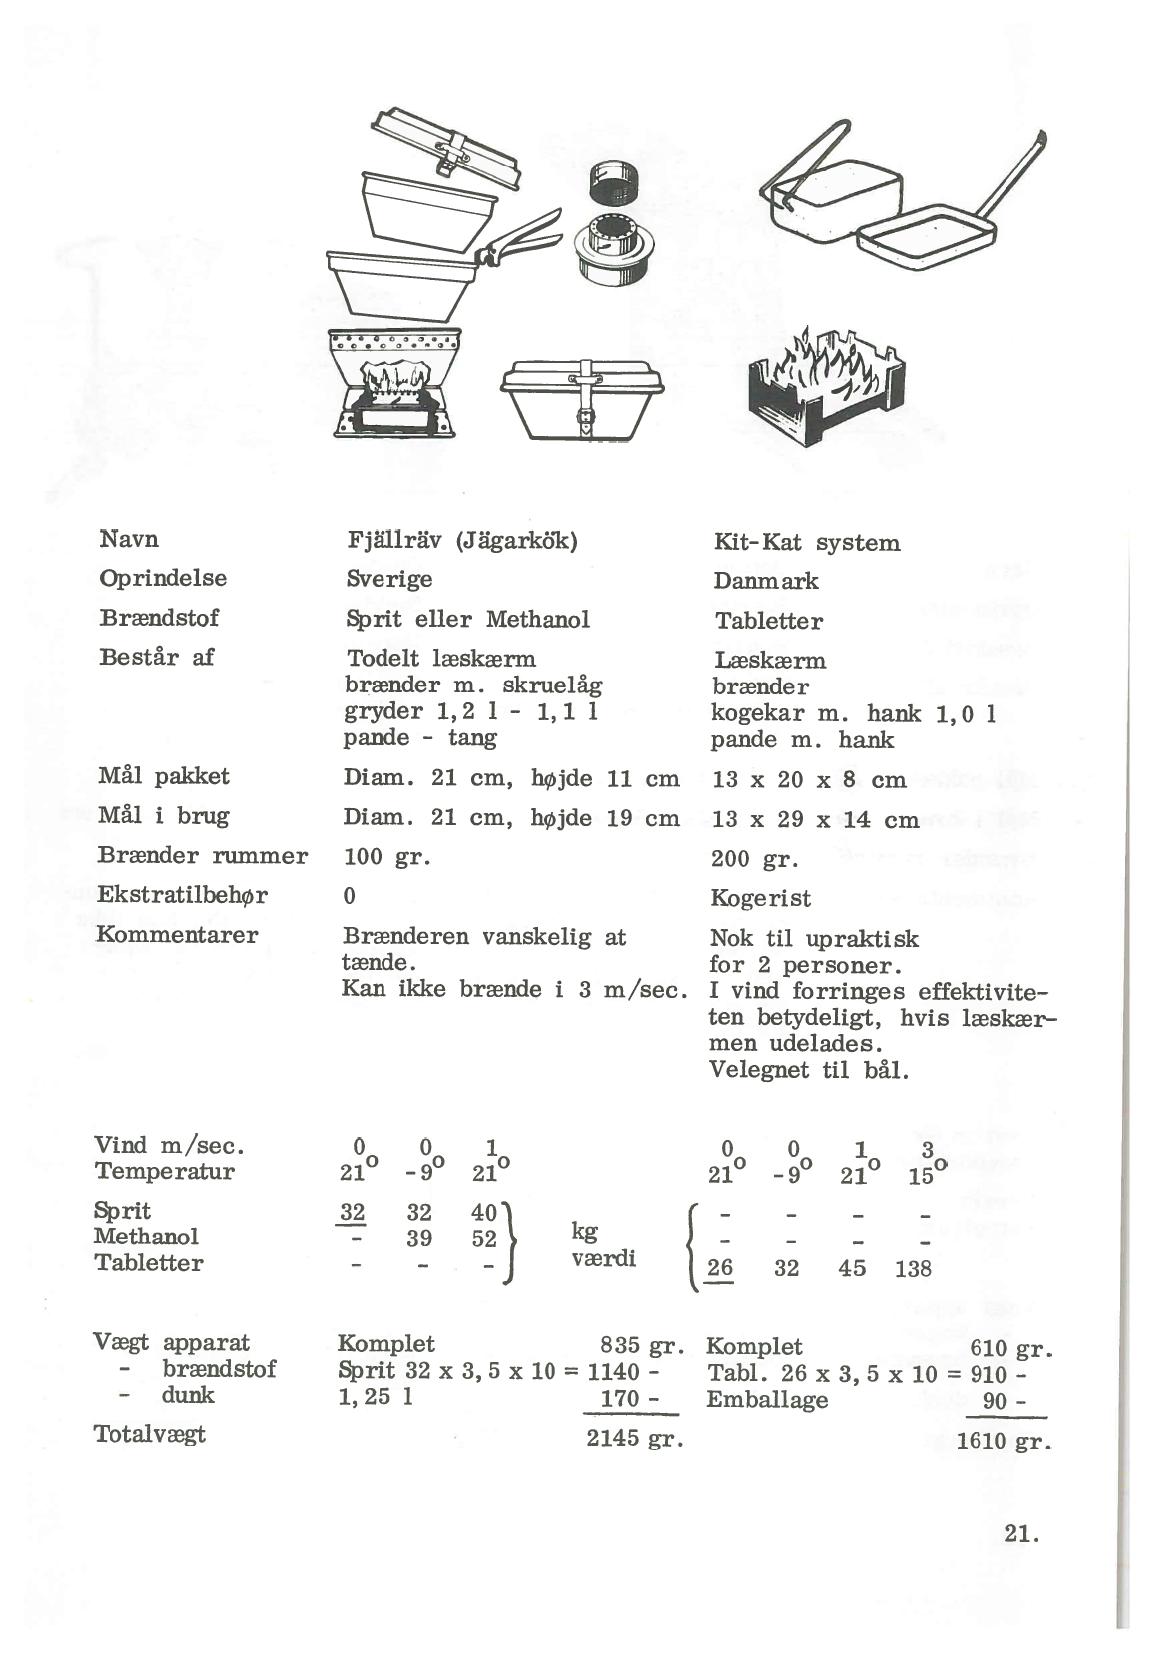 Navn Fjällräv (Jägarkök) Kit-Kat system
Oprindelse Sverige Danmark
Brændstof Sprit eller Methanol Tabletter
Består af Todelt læskærm Læskærm
brænder m. skruelåg brænder
gryder 1,2 l - 1,1 l kogekar m. hank 1,0 l
pande - tang pande m. hank
Mål pakket Diam. 21 cm, højde 11 cm 13 x 20 x 8 cm
Mål i brug Diam. 21 cm, højde 19 cm 13 x 29 x 14 cm
Brænder rummer 100 gr. 200 gr.
Ekstratilbehør 0 Kogerist
Kommentarer Brænderen vanskelig at Nok til upraktisk
tænde. for 2 personer.
Kan ikke brænde i 3 m/sec. I vind forringes effektivite-
ten betydeligt, hvis læskær-
men udelades.
Velegnet til bål.
Vind m/sec. 0 0 1 0 0 1 3
Temperatur 21° -9° 21° 21° -9° 21° 15°
Sprit 32 32 40 - - - -
Methanol - 39 52 kg - - - -
Tabletter - - - værdi 26 32 45 138
Vægt apparat Komplet 835 gr. Komplet 610 gr.
- brændstof Sprit 32 x 3,5 x 10 = 1140 - Tabl. 26 x 3,5 x 10 = 910 -
- dunk 1,25 l 170 - Emballage 90 -
Totalvægt 2145 gr. 1610 gr.
21.